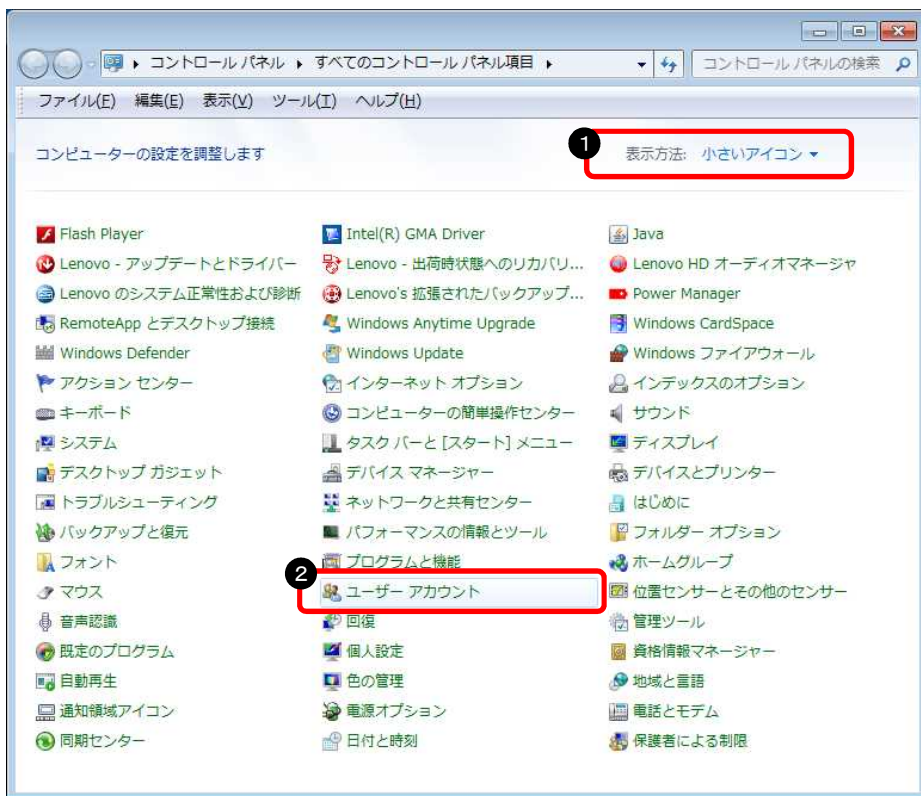 コントロール パネル ▸ すべてのコントロール パネル項目 ▸
コントロール パネルの検索
ファイル(F) 編集(E) 表示(V) ツール(T) ヘルプ(H)
コンピューターの設定を調整します
1
表示方法: 小さいアイコン
Flash Player Intel(R) GMA Driver Java
Lenovo - アップデートとドライバー Lenovo - 出荷時状態へのリカバリ... Lenovo HD オーディオマネージャ
Lenovo のシステム正常性および診断 Lenovo's 拡張されたバックアップ... Power Manager
RemoteApp とデスクトップ接続 Windows Anytime Upgrade Windows CardSpace
Windows Defender Windows Update Windows ファイアウォール
アクション センター インターネット オプション インデックスのオプション
キーボード コンピューターの簡単操作センター サウンド
システム タスク バーと [スタート] メニュー ディスプレイ
デスクトップ ガジェット デバイス マネージャー デバイスとプリンター
トラブルシューティング ネットワークと共有センター はじめに
バックアップと復元 パフォーマンスの情報とツール フォルダー オプション
フォント プログラムと機能 ホームグループ
2
マウス ユーザー アカウント 位置センサーとその他のセンサー
音声認識 回復 管理ツール
既定のプログラム 個人設定 資格情報マネージャー
自動再生 色の管理 地域と言語
通知領域アイコン 電源オプション 電話とモデム
同期センター 日付と時刻 保護者による制限